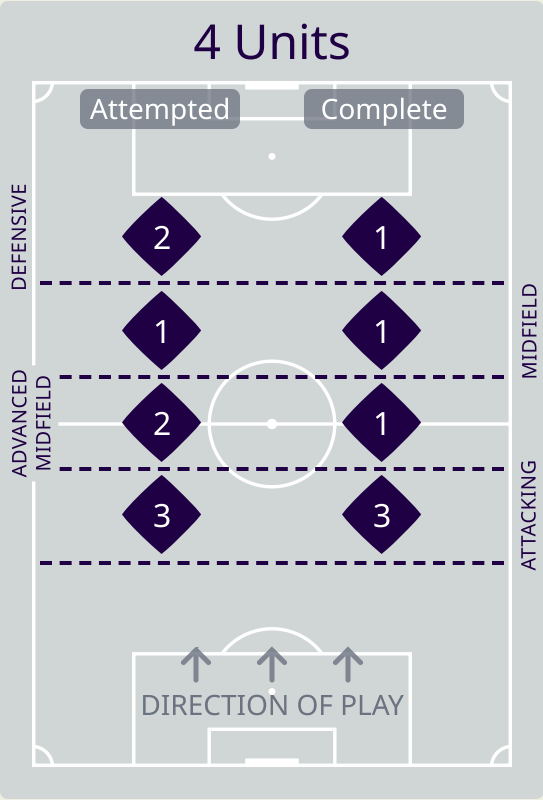 4 Units
Attempted
Complete
DEFENSIVE
2
1
MIDFIELD
1
1
ADVANCED
MIDFIELD
2
1
ATTACKING
3
3
DIRECTION OF PLAY